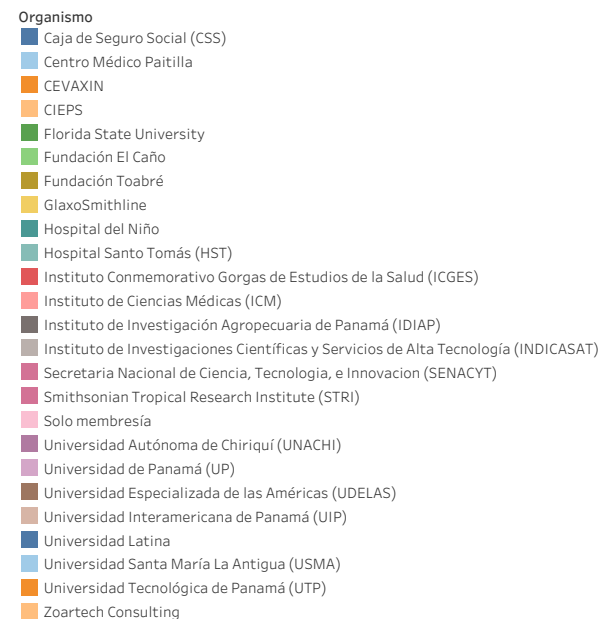 Organismo
Caja de Seguro Social (CSS)
Centro Médico Paitilla
CEVAXIN
CIEPS
Florida State University
Fundación El Caño
Fundación Toabré
GlaxoSmithline
Hospital del Niño
Hospital Santo Tomás (HST)
Instituto Conmemorativo Gorgas de Estudios de la Salud (ICGES)
Instituto de Ciencias Médicas (ICM)
Instituto de Investigación Agropecuaria de Panamá (IDIAP)
Instituto de Investigaciones Científicas y Servicios de Alta Tecnología (INDICASAT)
Secretaria Nacional de Ciencia, Tecnologia, e Innovacion (SENACYT)
Smithsonian Tropical Research Institute (STRI)
Solo membresía
Universidad Autónoma de Chiriquí (UNACHI)
Universidad de Panamá (UP)
Universidad Especializada de las Américas (UDELAS)
Universidad Interamericana de Panamá (UIP)
Universidad Latina
Universidad Santa María La Antigua (USMA)
Universidad Tecnológica de Panamá (UTP)
Zoartech Consulting